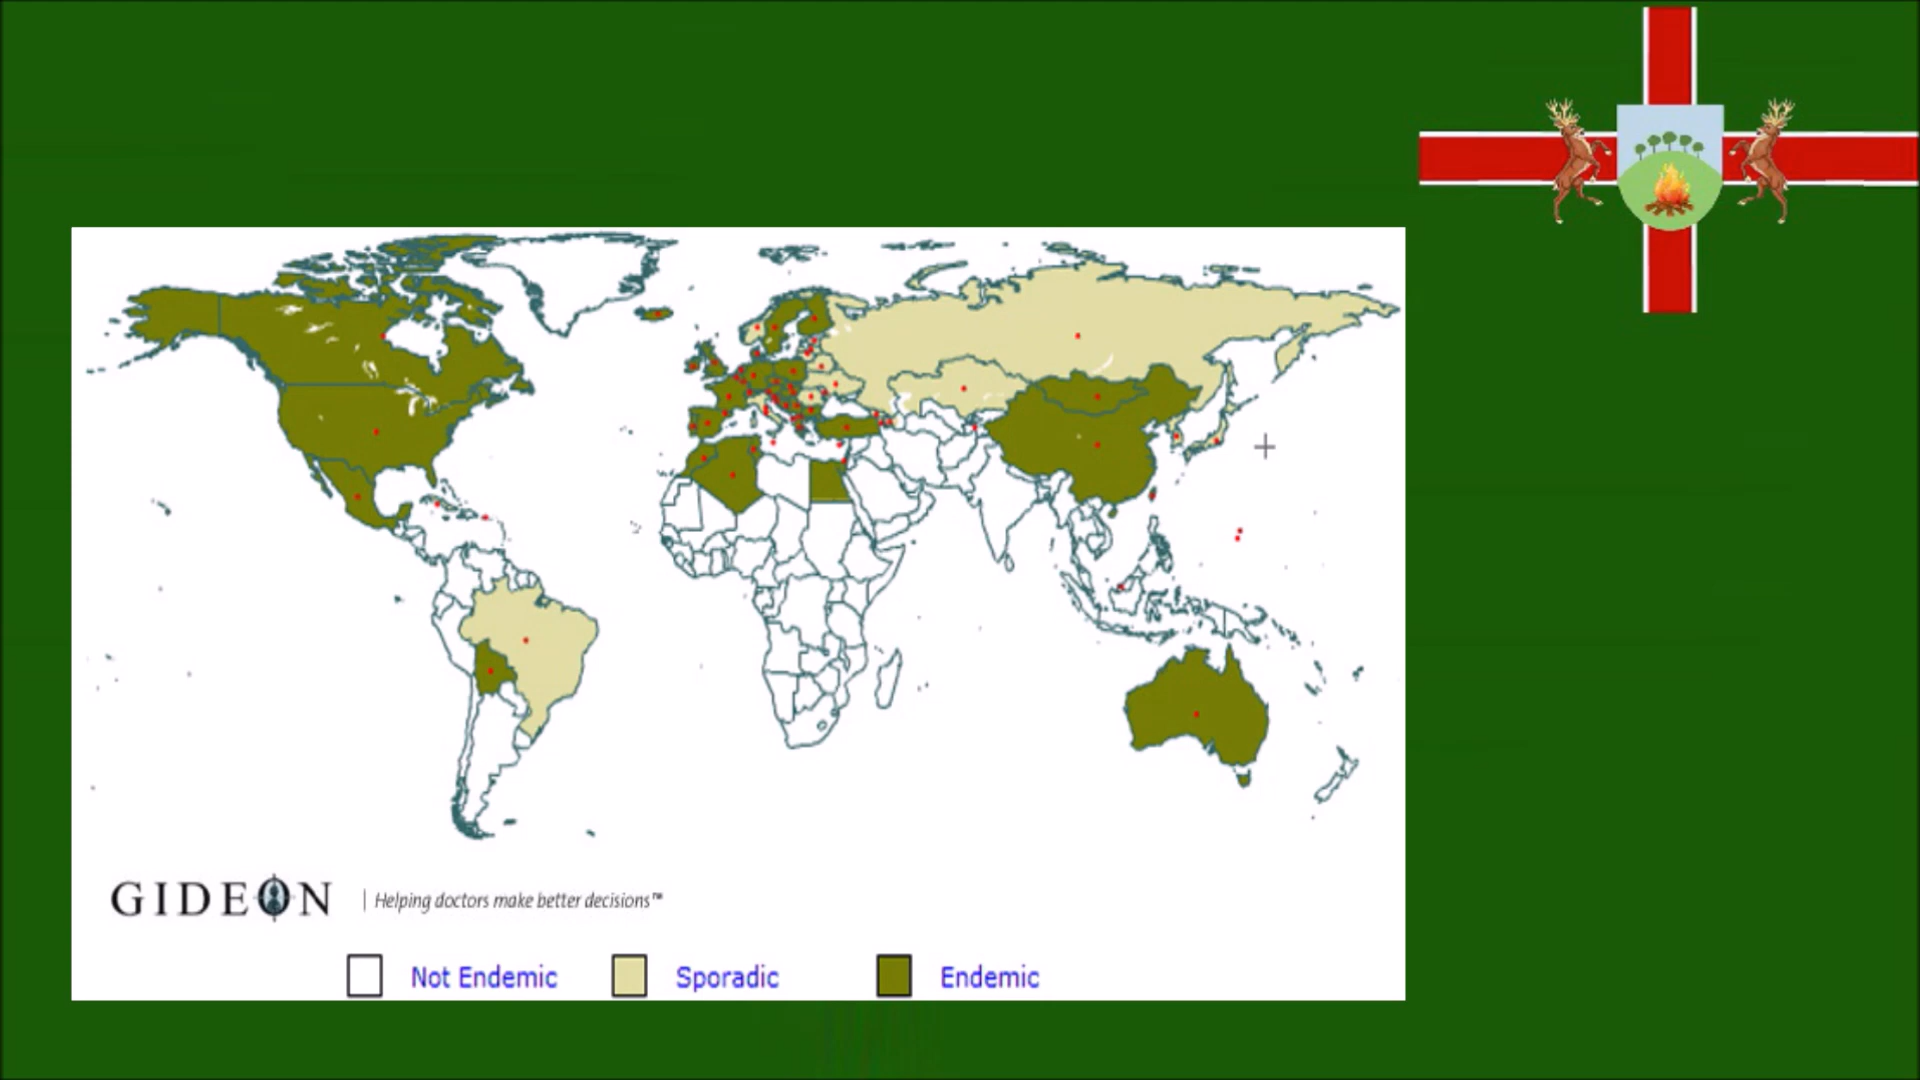 GIDEON | Helping doctors make better decisions™
Not Endemic Sporadic Endemic